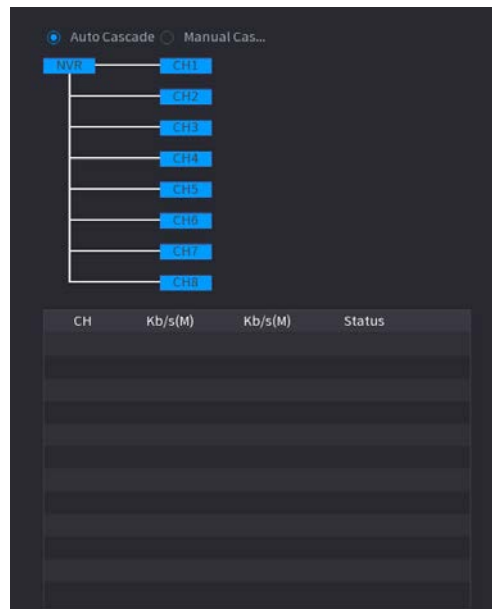 Auto Cascade Manual Cas...
NVR CH1
CH2
CH3
CH4
CH5
CH6
CH7
CH8
CH Kb/s(M) Kb/s(M) Status